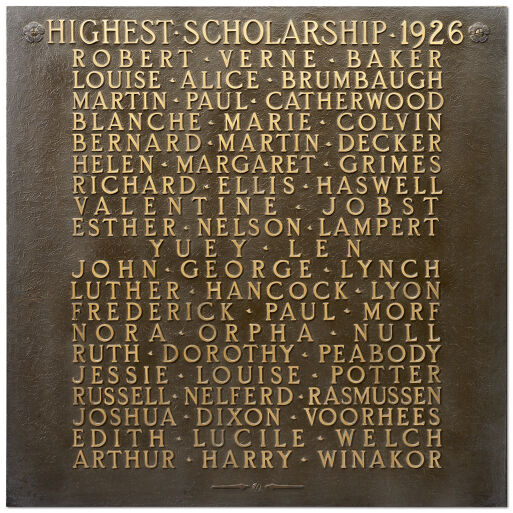 HIGHEST·SCHOLARSHIP·1926
ROBERT·VERNE·BAKER
LOUISE·ALICE·BRUMBAUGH
MARTIN·PAUL·CATHERWOOD
BLANCHE·MARIE·COLVIN
BERNARD·MARTIN·DECKER
HELEN·MARGARET·GRIMES
RICHARD·ELLIS·HASWELL
VALENTINE·JOBST
ESTHER·NELSON·LAMPERT
YUEY·LEN
JOHN·GEORGE·LYNCH
LUTHER·HANCOCK·LYON
FREDERICK·PAUL·MORF
NORA·ORPHA·NULL
RUTH·DOROTHY·PEABODY
JESSIE·LOUISE·POTTER
RUSSELL·NELFERD·RASMUSSEN
JOSHUA·DIXON·VOORHEES
EDITH·LUCILE·WELCH
ARTHUR·HARRY·WINAKOR